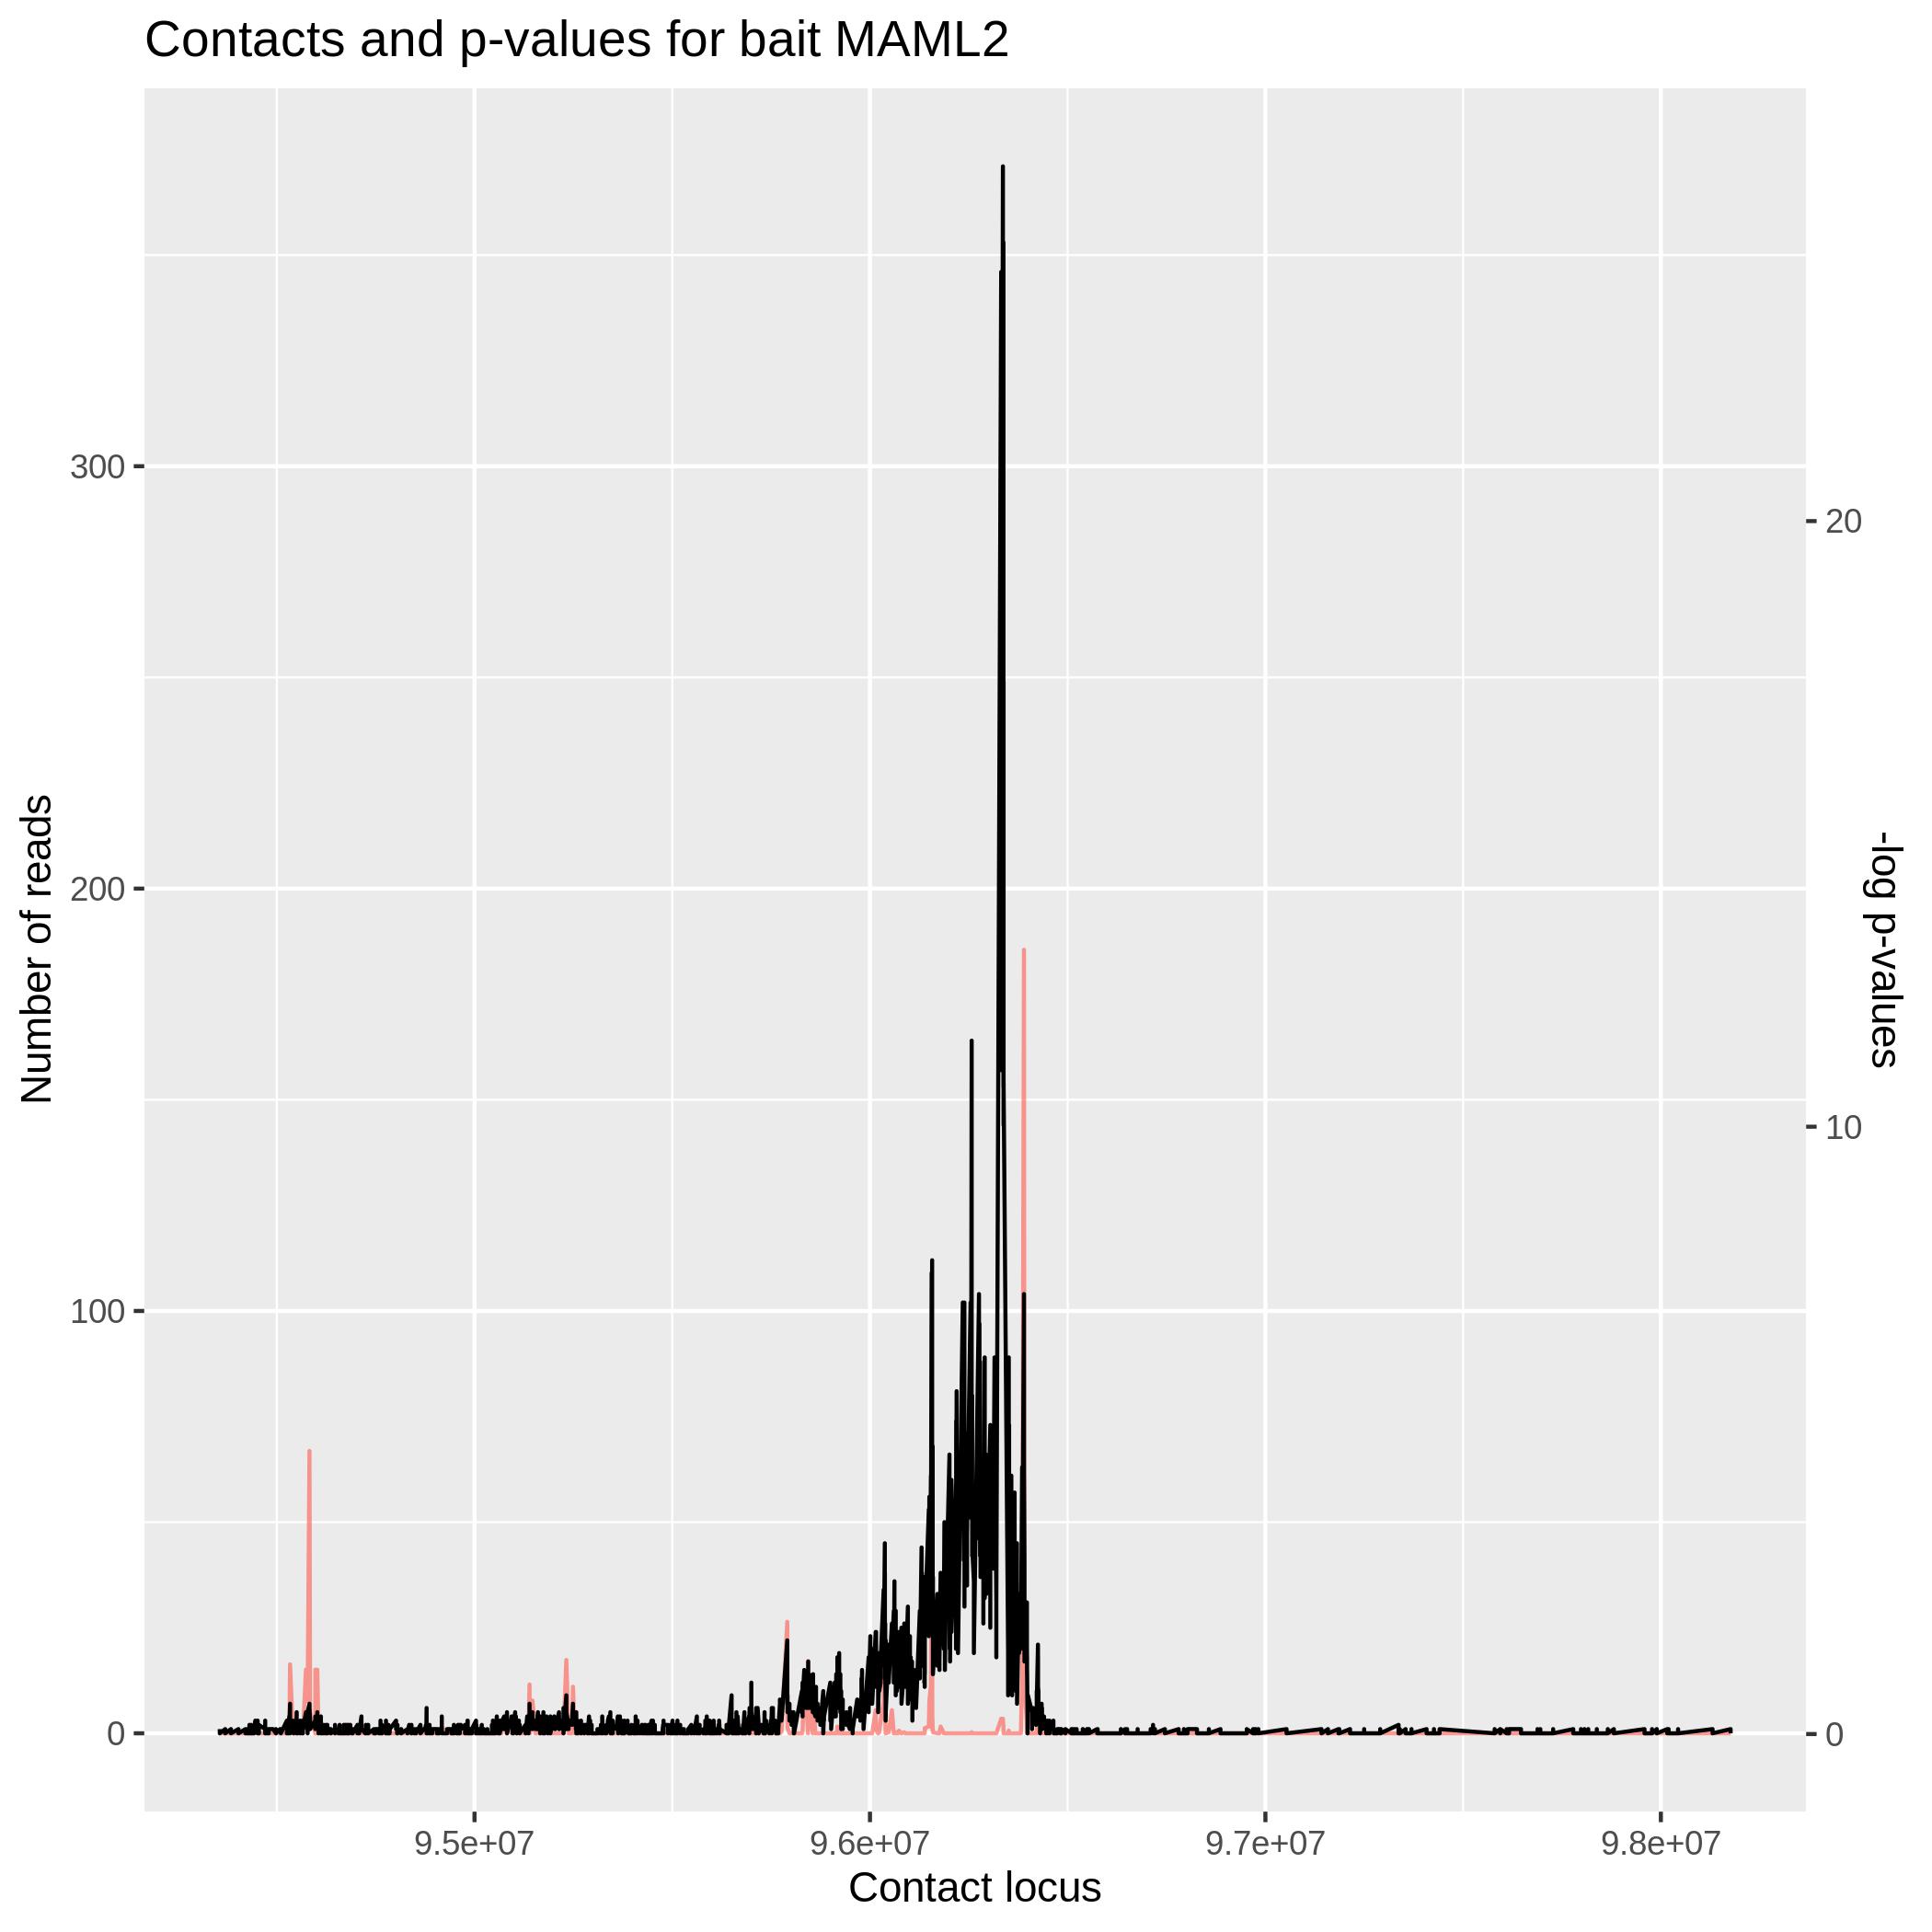 Contacts and p-values for bait MAML2
Number of reads
300
200
100
0
20
10
0
-log p-values
9.5e+07
9.6e+07
9.7e+07
9.8e+07
Contact locus